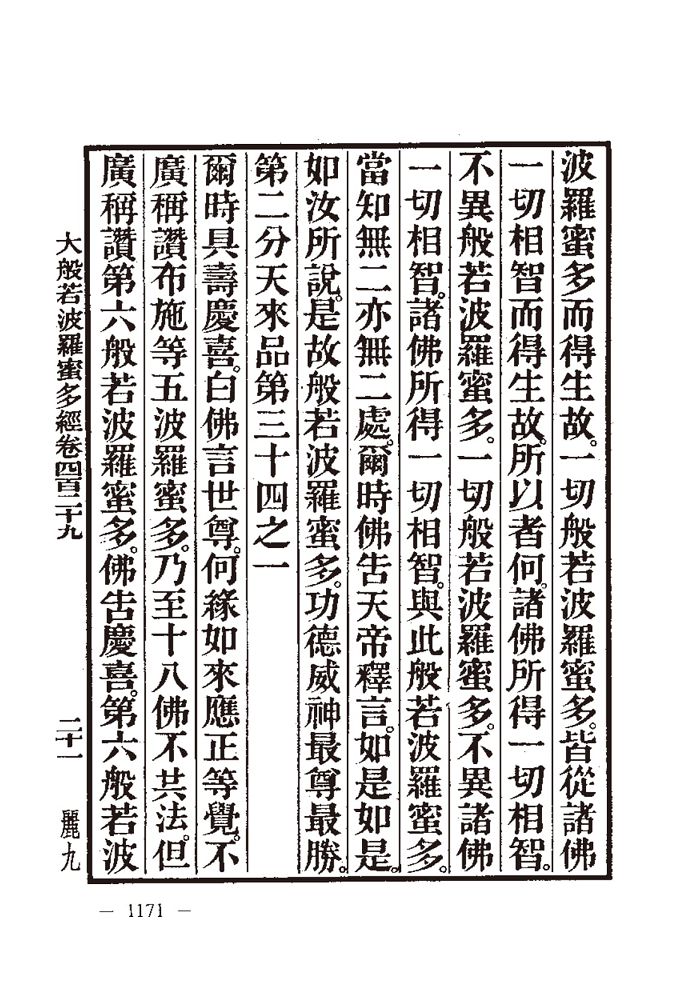 波羅蜜多而得生故。一切般若波羅蜜多。皆從諸佛
一切相智而得生故。所以者何。諸佛所得一切相智。
不異般若波羅蜜多。一切般若波羅蜜多。不異諸佛
一切相智。諸佛所得一切相智。與此般若波羅蜜多。
當知無二亦無二處。爾時佛告天帝釋言。如是如是。
如汝所說。是故般若波羅蜜多。功德威神最尊最勝。
第二分天來品第三十四之一
爾時具壽慶喜。白佛言世尊。何緣如來應正等覺。不
廣稱讚布施等五波羅蜜多。乃至十八佛不共法。但
廣稱讚第六般若波羅蜜多。佛告慶喜。第六般若波
大般若波羅蜜多經卷四百二十九 二十一 麗九
— 1171 —